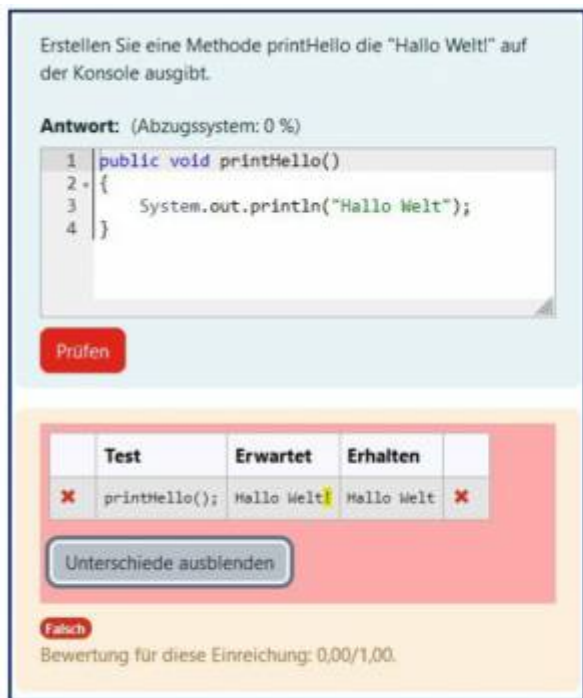 Erstellen Sie eine Methode printHello die "Hallo Welt!" auf
der Konsole ausgibt.
Antwort: (Abzugssystem: 0 %)
1 public void printHello()
2 {
3 System.out.println("Hallo Welt");
4 }
Prüfen
Test Erwartet Erhalten
printHello(); Hallo Welt! Hallo Welt
Unterschiede ausblenden
Falsch
Bewertung für diese Einreichung: 0,00/1,00.